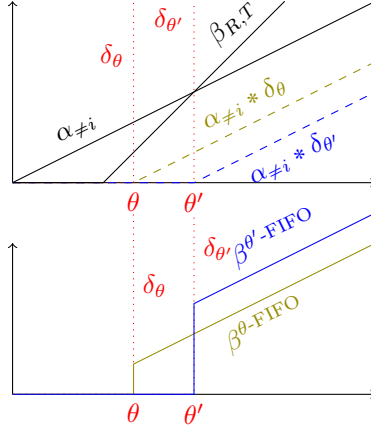 δθ′
βR,T
δθ
α≠i ∗ δθ
α≠i
α≠i ∗ δθ′
θ
θ′
δθ′
βθ′-FIFO
δθ
βθ-FIFO
θ
θ′